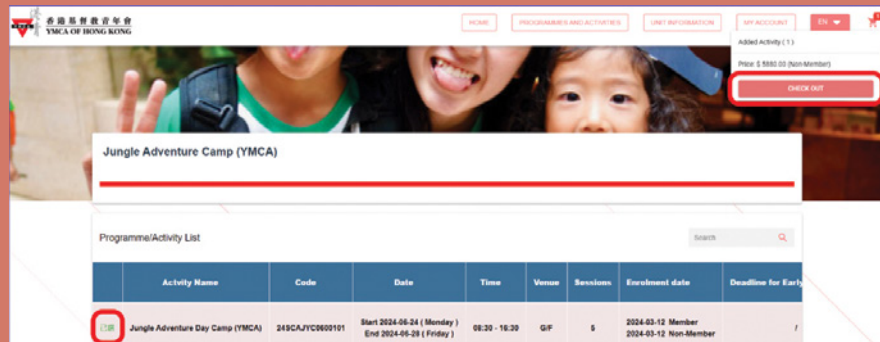 香港基督教青年會
YMCA OF HONG KONG
HOME
PROGRAMMES AND ACTIVITIES
UNIT INFORMATION
MY ACCOUNT
EN
Added Activity ( 1 )
Price: $ 5880.00 (Non-Member)
CHECK OUT
Jungle Adventure Camp (YMCA)
Programme/Activity List
Search
Activity Name Code Date Time Venue Sessions Enrolment date Deadline for Early
Jungle Adventure Day Camp (YMCA) 24SCAJYC0600101 Start 2024-06-24 ( Monday ) 08:30 - 16:30 G/F 5 2024-03-12 Member /
End 2024-06-28 ( Friday ) 2024-03-12 Non-Member